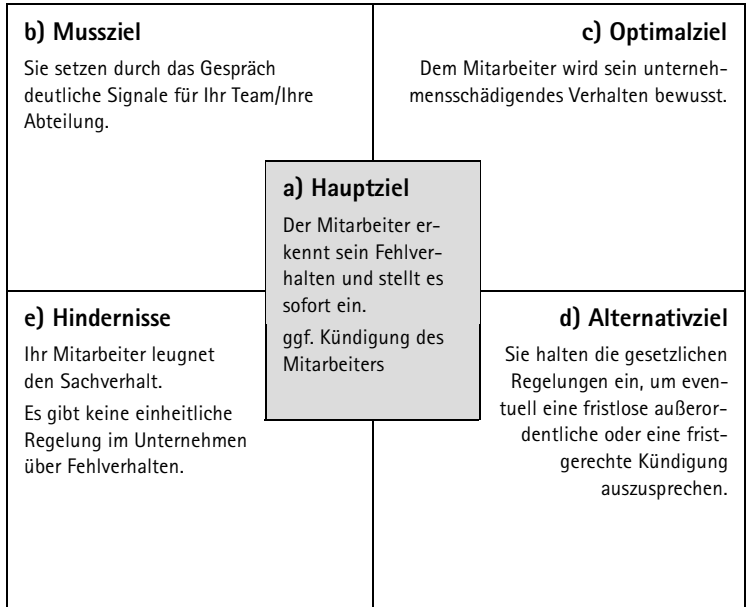 b) Mussziel
Sie setzen durch das Gespräch
deutliche Signale für Ihr Team/Ihre
Abteilung.
c) Optimalziel
Dem Mitarbeiter wird sein unterneh-
mensschädigendes Verhalten bewusst.
a) Hauptziel
Der Mitarbeiter er-
kennt sein Fehlver-
halten und stellt es
sofort ein.
ggf. Kündigung des
Mitarbeiters
e) Hindernisse
Ihr Mitarbeiter leugnet
den Sachverhalt.
Es gibt keine einheitliche
Regelung im Unternehmen
über Fehlverhalten.
d) Alternativziel
Sie halten die gesetzlichen
Regelungen ein, um even-
tuell eine fristlose außeror-
dentliche oder eine frist-
gerechte Kündigung
auszusprechen.